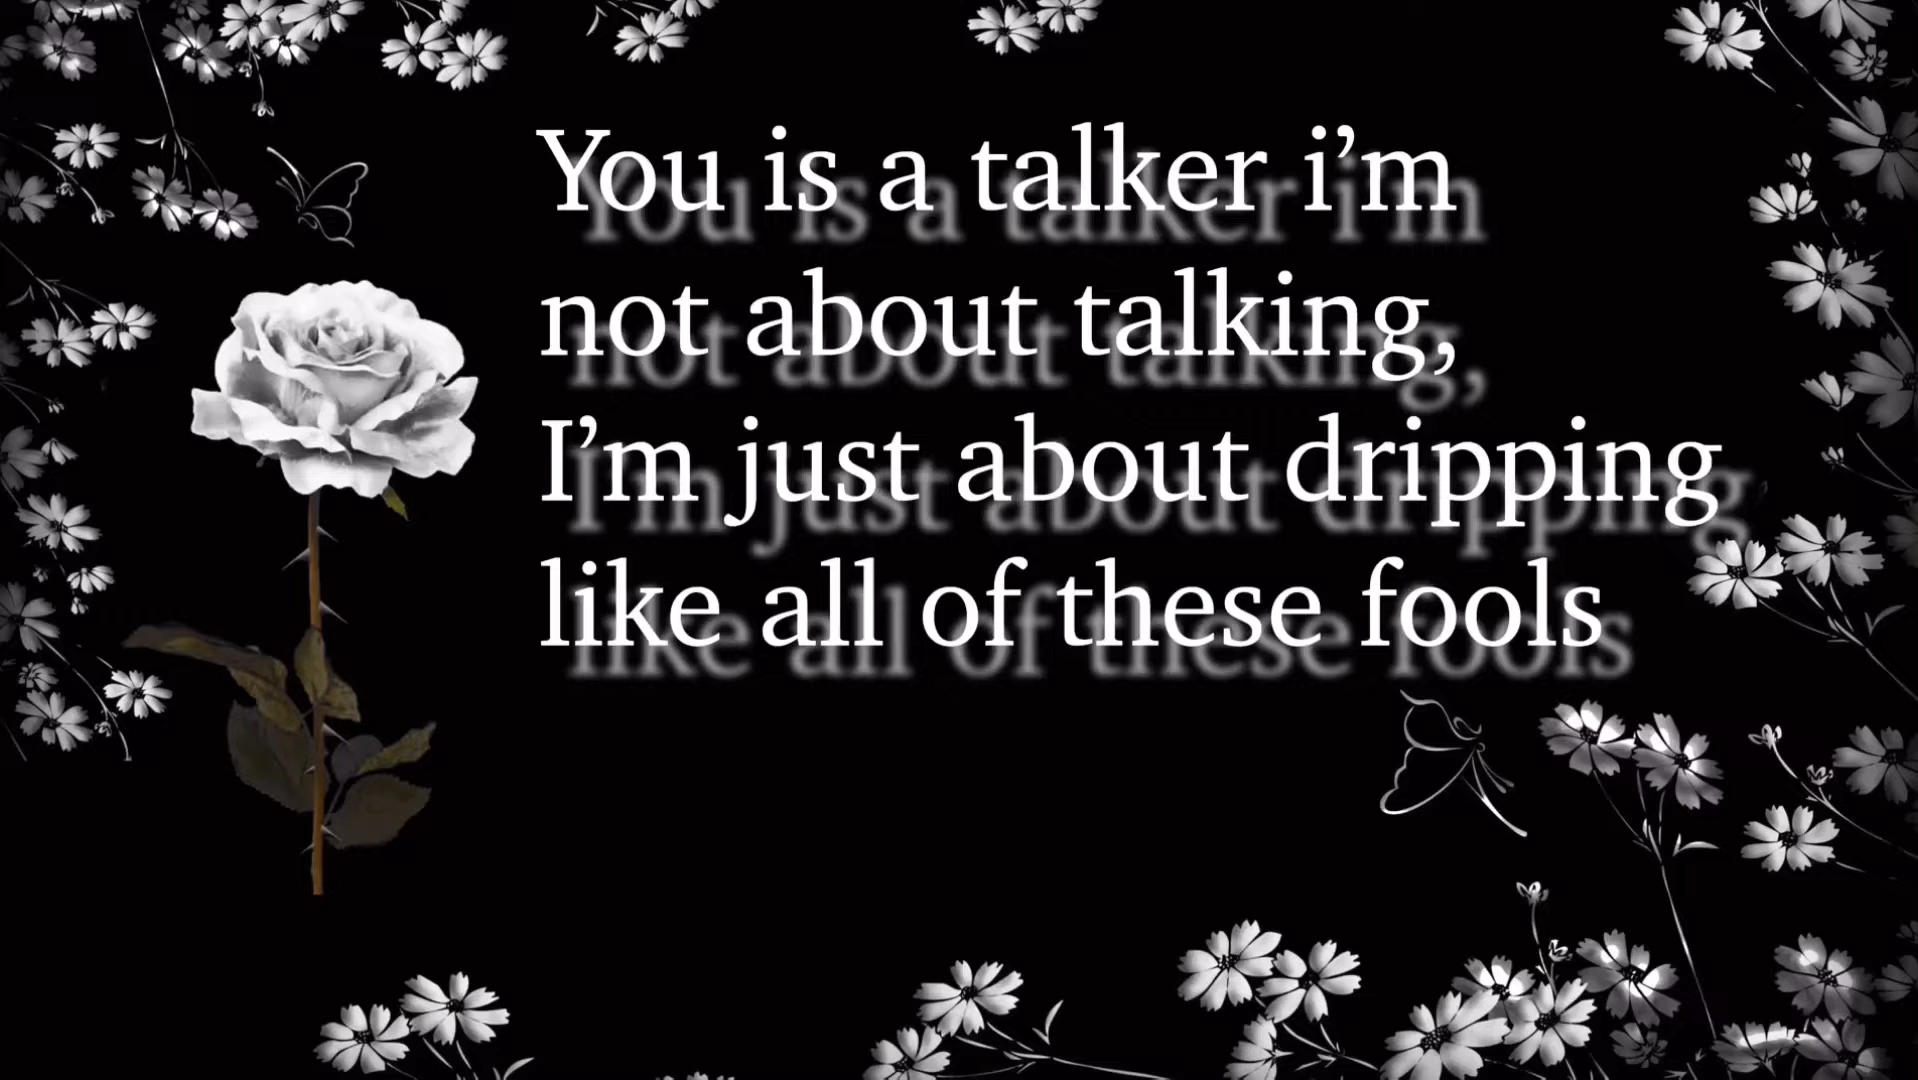 You is a talker i’m
not about talking,
I’m just about dripping
like all of these fools